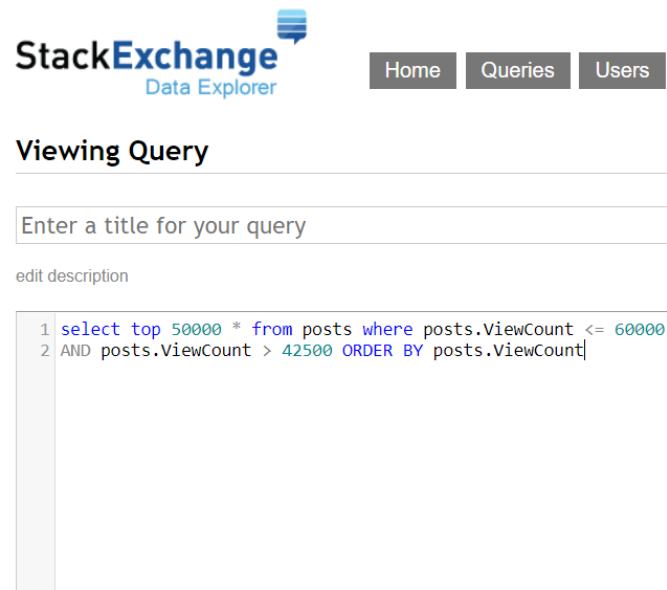 StackExchange
Data Explorer
Home Queries Users
Viewing Query
Enter a title for your query
edit description
1 select top 50000 * from posts where posts.ViewCount <= 60000
2 AND posts.ViewCount > 42500 ORDER BY posts.ViewCount